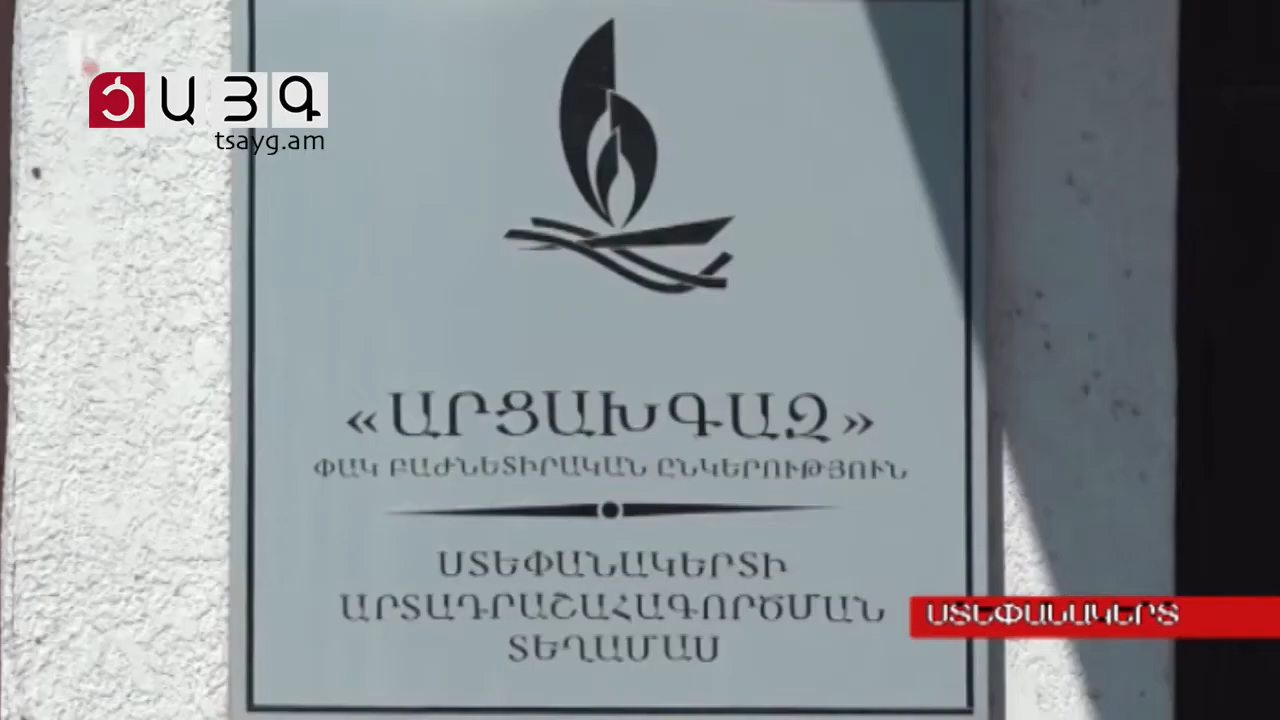 ԾԱՅԳ
tsayg.am
«ԱՐՑԱԽԳԱԶ»
ՓԱԿ ԲԱԺՆԵՏԻՐԱԿԱՆ ԸՆԿԵՐՈՒԹՅՈՒՆ
ՍՏԵՓԱՆԱԿԵՐՏԻ
ԱՐՏԱԴՐԱՇԱՀԱԳՈՐԾՄԱՆ
ՏԵՂԱՄԱՍ
ՍՏԵՓԱՆԱԿԵՐՏ